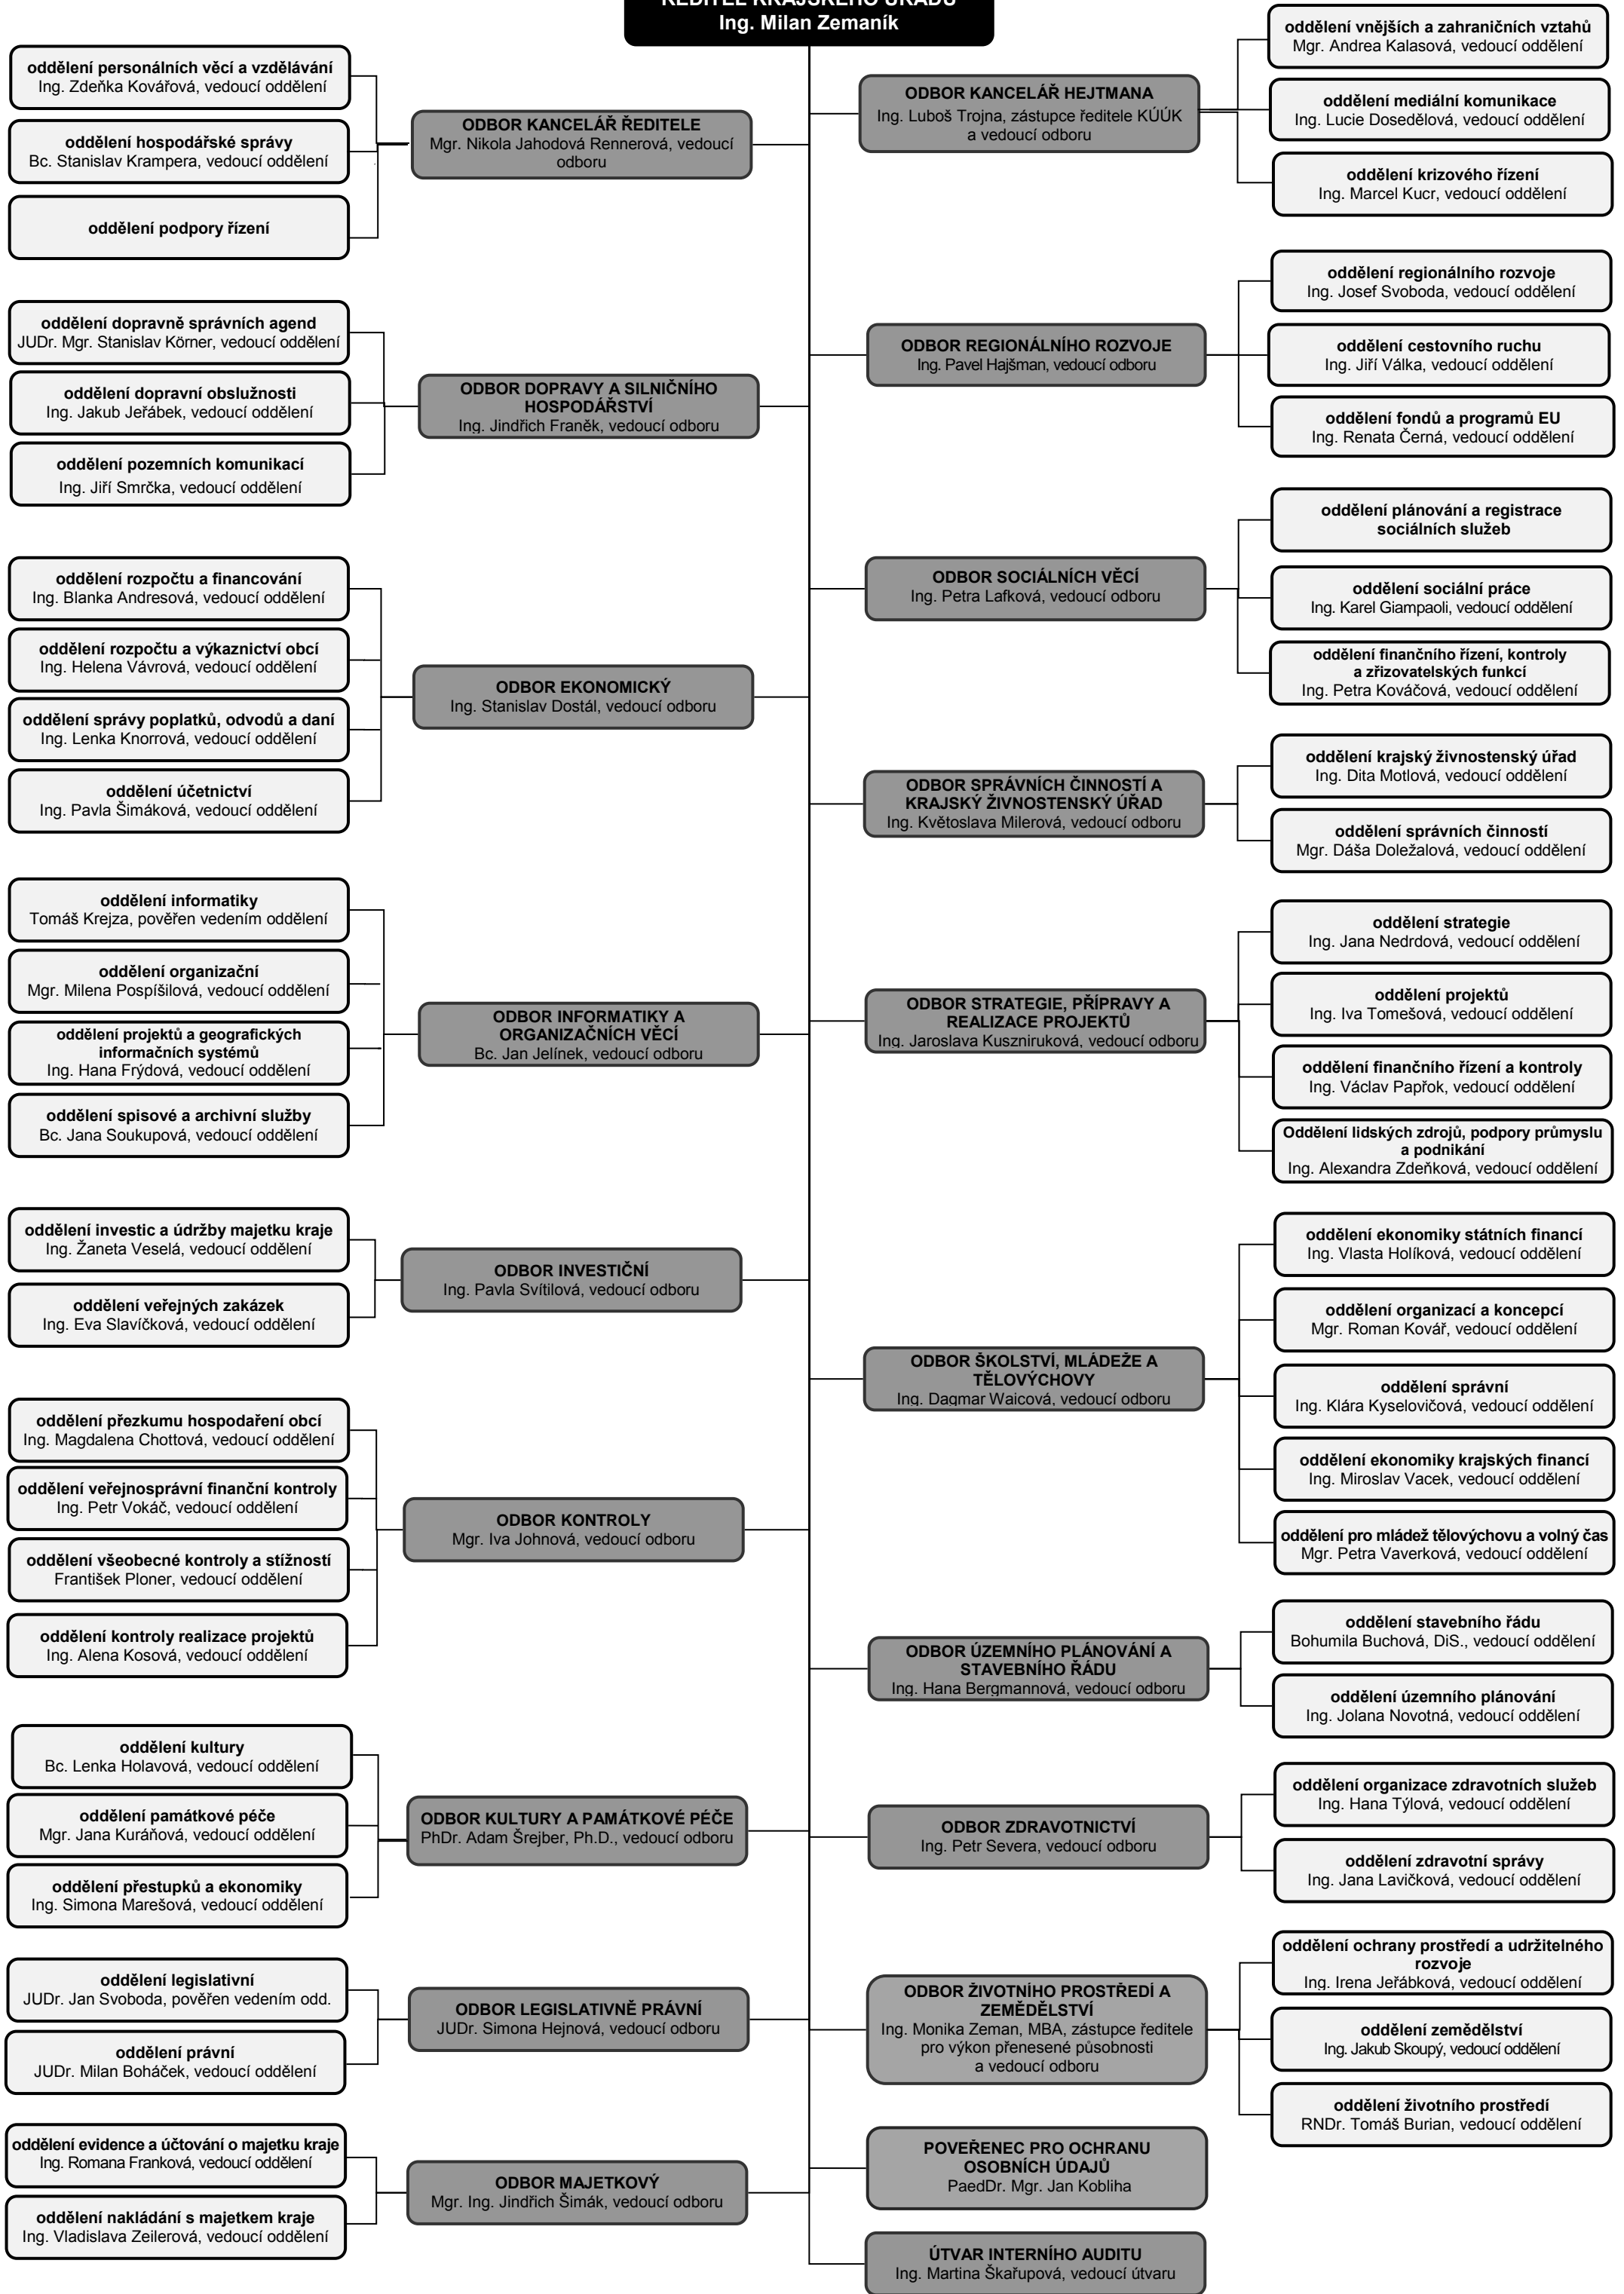 ŘEDITEL KRAJSKÉHO ÚŘADU
Ing. Milan Zemaník
oddělení personálních věcí a vzdělávání
Ing. Zdeňka Kovářová, vedoucí oddělení
oddělení hospodářské správy
Bc. Stanislav Krampera, vedoucí oddělení
oddělení podpory řízení
ODBOR KANCELÁŘ ŘEDITELE
Mgr. Nikola Jahodová Rennerová, vedoucí
odboru
oddělení dopravně správních agend
JUDr. Mgr. Stanislav Körner, vedoucí oddělení
oddělení dopravní obslužnosti
Ing. Jakub Jeřábek, vedoucí oddělení
oddělení pozemních komunikací
Ing. Jiří Smrčka, vedoucí oddělení
ODBOR DOPRAVY A SILNIČNÍHO
HOSPODÁŘSTVÍ
Ing. Jindřich Franěk, vedoucí odboru
oddělení rozpočtu a financování
Ing. Blanka Andresová, vedoucí oddělení
oddělení rozpočtu a výkaznictví obcí
Ing. Helena Vávrová, vedoucí oddělení
oddělení správy poplatků, odvodů a daní
Ing. Lenka Knorrová, vedoucí oddělení
oddělení účetnictví
Ing. Pavla Šimáková, vedoucí oddělení
ODBOR EKONOMICKÝ
Ing. Stanislav Dostál, vedoucí odboru
oddělení informatiky
Tomáš Krejza, pověřen vedením oddělení
oddělení organizační
Mgr. Milena Pospíšilová, vedoucí oddělení
oddělení projektů a geografických
informačních systémů
Ing. Hana Frýdová, vedoucí oddělení
oddělení spisové a archivní služby
Bc. Jana Soukupová, vedoucí oddělení
ODBOR INFORMATIKY A
ORGANIZAČNÍCH VĚCÍ
Bc. Jan Jelínek, vedoucí odboru
oddělení investic a údržby majetku kraje
Ing. Žaneta Veselá, vedoucí oddělení
oddělení veřejných zakázek
Ing. Eva Slavíčková, vedoucí oddělení
ODBOR INVESTIČNÍ
Ing. Pavla Svítilová, vedoucí odboru
oddělení přezkumu hospodaření obcí
Ing. Magdalena Chottová, vedoucí oddělení
oddělení veřejnosprávní finanční kontroly
Ing. Petr Vokáč, vedoucí oddělení
oddělení všeobecné kontroly a stížností
František Ploner, vedoucí oddělení
oddělení kontroly realizace projektů
Ing. Alena Kosová, vedoucí oddělení
ODBOR KONTROLY
Mgr. Iva Johnová, vedoucí odboru
oddělení kultury
Bc. Lenka Holavová, vedoucí oddělení
oddělení památkové péče
Mgr. Jana Kuráňová, vedoucí oddělení
oddělení přestupků a ekonomiky
Ing. Simona Marešová, vedoucí oddělení
ODBOR KULTURY A PAMÁTKOVÉ PÉČE
PhDr. Adam Šrejber, Ph.D., vedoucí odboru
oddělení legislativní
JUDr. Jan Svoboda, pověřen vedením odd.
oddělení právní
JUDr. Milan Boháček, vedoucí oddělení
ODBOR LEGISLATIVNĚ PRÁVNÍ
JUDr. Simona Hejnová, vedoucí odboru
oddělení evidence a účtování o majetku kraje
Ing. Romana Franková, vedoucí oddělení
oddělení nakládání s majetkem kraje
Ing. Vladislava Zeilerová, vedoucí oddělení
ODBOR MAJETKOVÝ
Mgr. Ing. Jindřich Šimák, vedoucí odboru
ODBOR KANCELÁŘ HEJTMANA
Ing. Luboš Trojna, zástupce ředitele KÚÚK
a vedoucí odboru
oddělení vnějších a zahraničních vztahů
Mgr. Andrea Kalasová, vedoucí oddělení
oddělení mediální komunikace
Ing. Lucie Dosedělová, vedoucí oddělení
oddělení krizového řízení
Ing. Marcel Kucr, vedoucí oddělení
ODBOR REGIONÁLNÍHO ROZVOJE
Ing. Pavel Hajšman, vedoucí odboru
oddělení regionálního rozvoje
Ing. Josef Svoboda, vedoucí oddělení
oddělení cestovního ruchu
Ing. Jiří Válka, vedoucí oddělení
oddělení fondů a programů EU
Ing. Renata Černá, vedoucí oddělení
ODBOR SOCIÁLNÍCH VĚCÍ
Ing. Petra Lafková, vedoucí odboru
oddělení plánování a registrace
sociálních služeb
oddělení sociální práce
Ing. Karel Giampaoli, vedoucí oddělení
oddělení finančního řízení, kontroly
a zřizovatelských funkcí
Ing. Petra Kováčová, vedoucí oddělení
ODBOR SPRÁVNÍCH ČINNOSTÍ A
KRAJSKÝ ŽIVNOSTENSKÝ ÚŘAD
Ing. Květoslava Milerová, vedoucí odboru
oddělení krajský živnostenský úřad
Ing. Dita Motlová, vedoucí oddělení
oddělení správních činností
Mgr. Dáša Doležalová, vedoucí oddělení
ODBOR STRATEGIE, PŘÍPRAVY A
REALIZACE PROJEKTŮ
Ing. Jaroslava Kuszniruková, vedoucí odboru
oddělení strategie
Ing. Jana Nedrdová, vedoucí oddělení
oddělení projektů
Ing. Iva Tomešová, vedoucí oddělení
oddělení finančního řízení a kontroly
Ing. Václav Papřok, vedoucí oddělení
Oddělení lidských zdrojů, podpory průmyslu
a podnikání
Ing. Alexandra Zdeňková, vedoucí oddělení
ODBOR ŠKOLSTVÍ, MLÁDEŽE A
TĚLOVÝCHOVY
Ing. Dagmar Waicová, vedoucí odboru
oddělení ekonomiky státních financí
Ing. Vlasta Holíková, vedoucí oddělení
oddělení organizací a koncepcí
Mgr. Roman Kovář, vedoucí oddělení
oddělení správní
Ing. Klára Kyselovičová, vedoucí oddělení
oddělení ekonomiky krajských financí
Ing. Miroslav Vacek, vedoucí oddělení
oddělení pro mládež tělovýchovu a volný čas
Mgr. Petra Vaverková, vedoucí oddělení
ODBOR ÚZEMNÍHO PLÁNOVÁNÍ A
STAVEBNÍHO ŘÁDU
Ing. Hana Bergmannová, vedoucí odboru
oddělení stavebního řádu
Bohumila Buchová, DiS., vedoucí oddělení
oddělení územního plánování
Ing. Jolana Novotná, vedoucí oddělení
ODBOR ZDRAVOTNICTVÍ
Ing. Petr Severa, vedoucí odboru
oddělení organizace zdravotních služeb
Ing. Hana Týlová, vedoucí oddělení
oddělení zdravotní správy
Ing. Jana Lavičková, vedoucí oddělení
ODBOR ŽIVOTNÍHO PROSTŘEDÍ A
ZEMĚDĚLSTVÍ
Ing. Monika Zeman, MBA, zástupce ředitele
pro výkon přenesené působnosti
a vedoucí odboru
oddělení ochrany prostředí a udržitelného
rozvoje
Ing. Irena Jeřábková, vedoucí oddělení
oddělení zemědělství
Ing. Jakub Skoupý, vedoucí oddělení
oddělení životního prostředí
RNDr. Tomáš Burian, vedoucí oddělení
POVEŘENEC PRO OCHRANU
OSOBNÍCH ÚDAJŮ
PaedDr. Mgr. Jan Kobliha
ÚTVAR INTERNÍHO AUDITU
Ing. Martina Škařupová, vedoucí útvaru